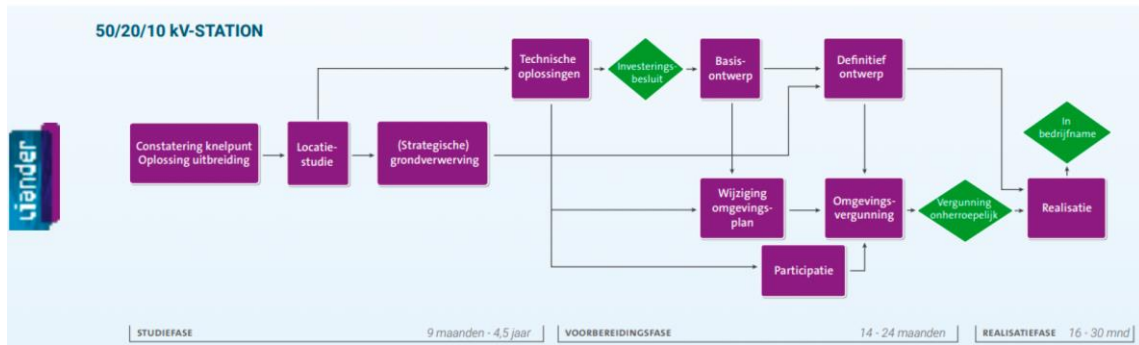 50/20/10 kV-STATION
Technische
oplossingen
Investerings-
besluit
Basis-
ontwerp
Definitief
ontwerp
In
bedrijfname
Constatering knelpunt
Oplossing uitbreiding
Locatie-
studie
(Strategische)
grondverwerving
Wijziging
omgevings-
plan
Omgevings-
vergunning
Vergunning
onherroepelijk
Realisatie
Participatie
liander
STUDIEFASE 9 maanden - 4,5 jaar
VOORBEREIDINGSFASE 14 - 24 maanden
REALISATIEFASE 16 - 30 mnd